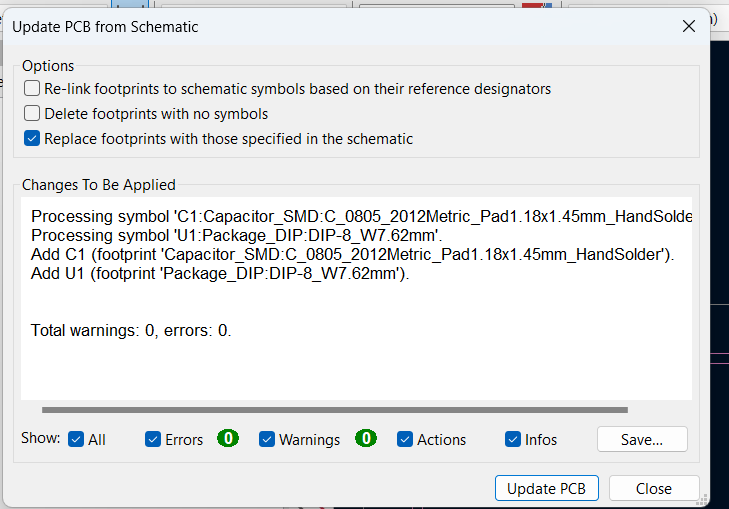 Update PCB from Schematic
Options
Re-link footprints to schematic symbols based on their reference designators
Delete footprints with no symbols
Replace footprints with those specified in the schematic
Changes To Be Applied
Processing symbol 'C1:Capacitor_SMD:C_0805_2012Metric_Pad1.18x1.45mm_HandSolde
Processing symbol 'U1:Package_DIP:DIP-8_W7.62mm'.
Add C1 (footprint 'Capacitor_SMD:C_0805_2012Metric_Pad1.18x1.45mm_HandSolder').
Add U1 (footprint 'Package_DIP:DIP-8_W7.62mm').
Total warnings: 0, errors: 0.
Show: All Errors 0 Warnings 0 Actions Infos Save...
Update PCB Close